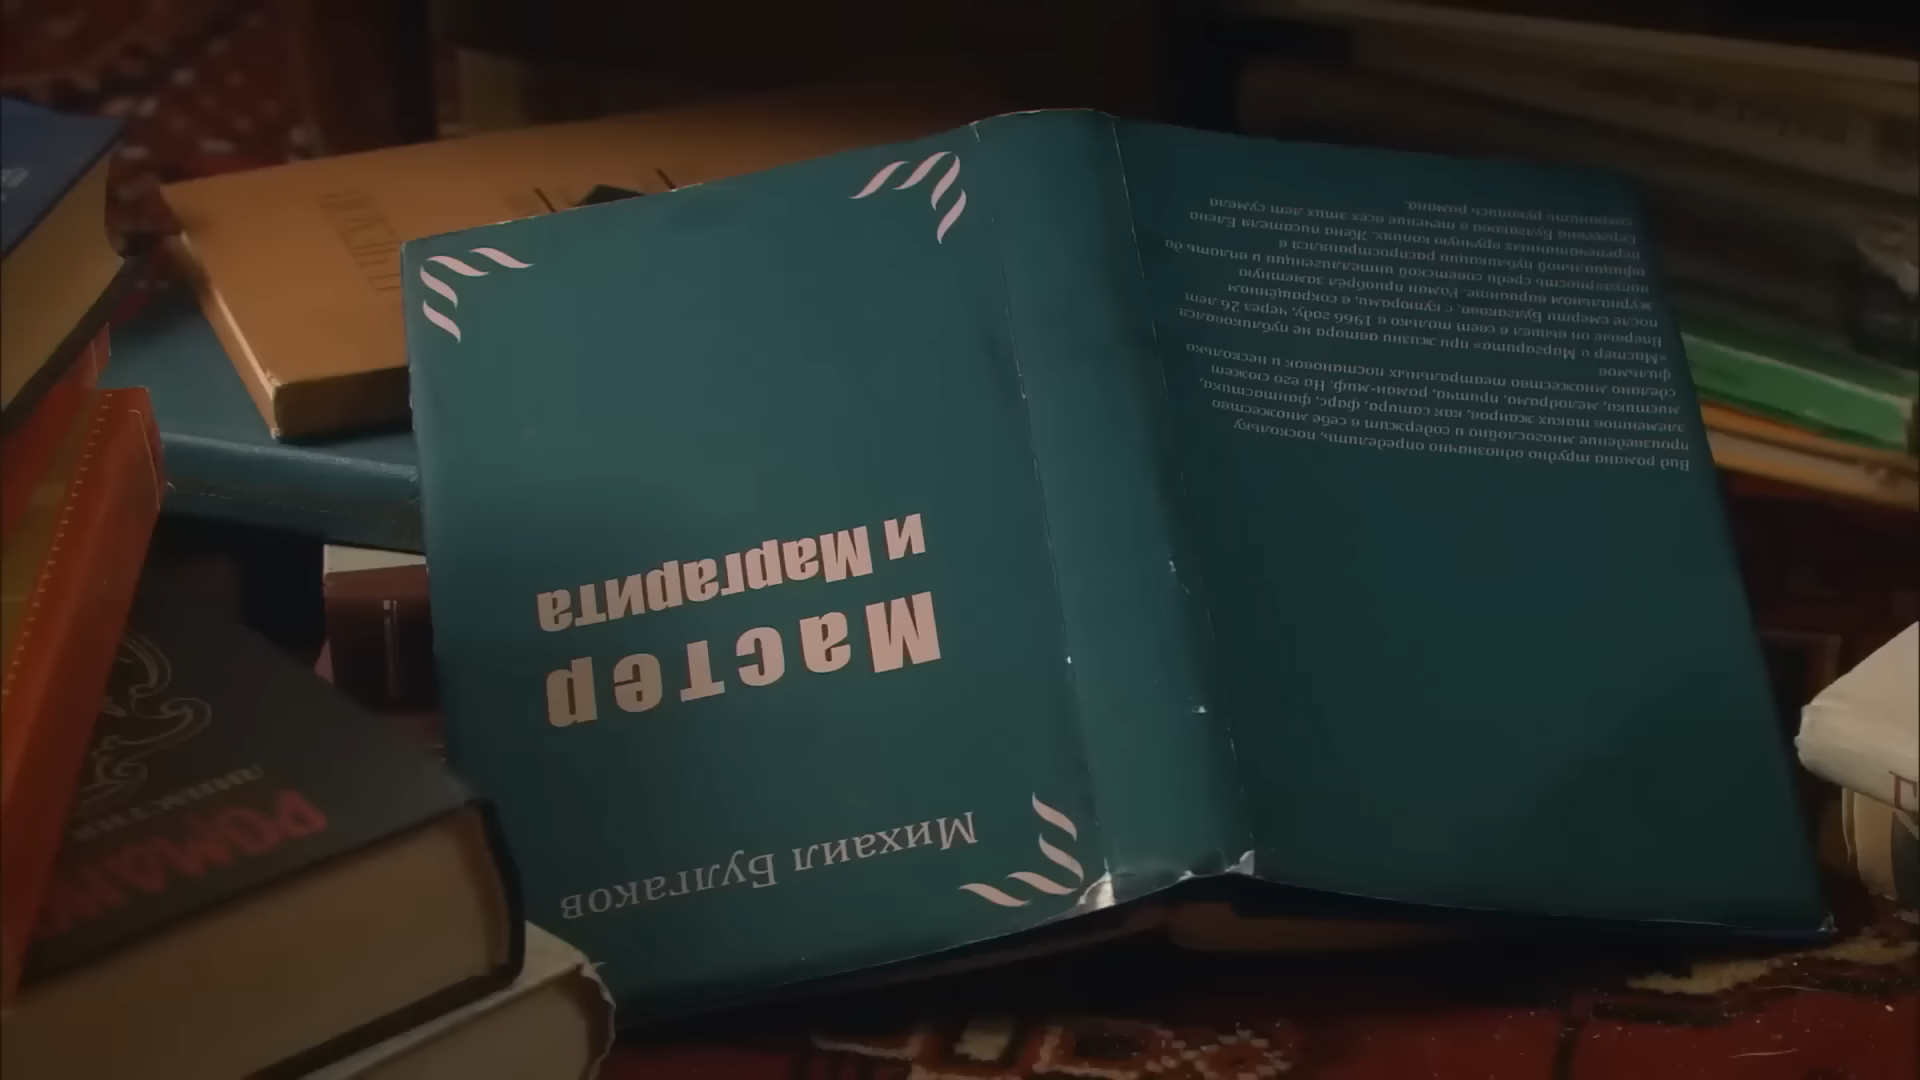 Михаил Булгаков
Мастер
и Маргарита
Вид романа трудно однозначно определить, поскольку
произведение многослойно и содержит в себе множество
элементов таких жанров, как сатира, фарс, фантастика,
мистика, мелодрама, притча, роман-миф. На его сюжет
сделано множество театральных постановок и несколько
фильмов
«Мастер и Маргарита» при жизни автора не публиковался.
Впервые он вышел в свет только в 1966 году, через 26 лет
после смерти Булгакова, с купюрами, в сокращённом
журнальном варианте. Роман приобрёл заметную
популярность среди советской интеллигенции и вплоть до
официальной публикации распространялся в
перепечатанных вручную копиях. Жена писателя Елена
Сергеевна Булгакова в течение всех этих лет сумела
сохранить рукопись романа.